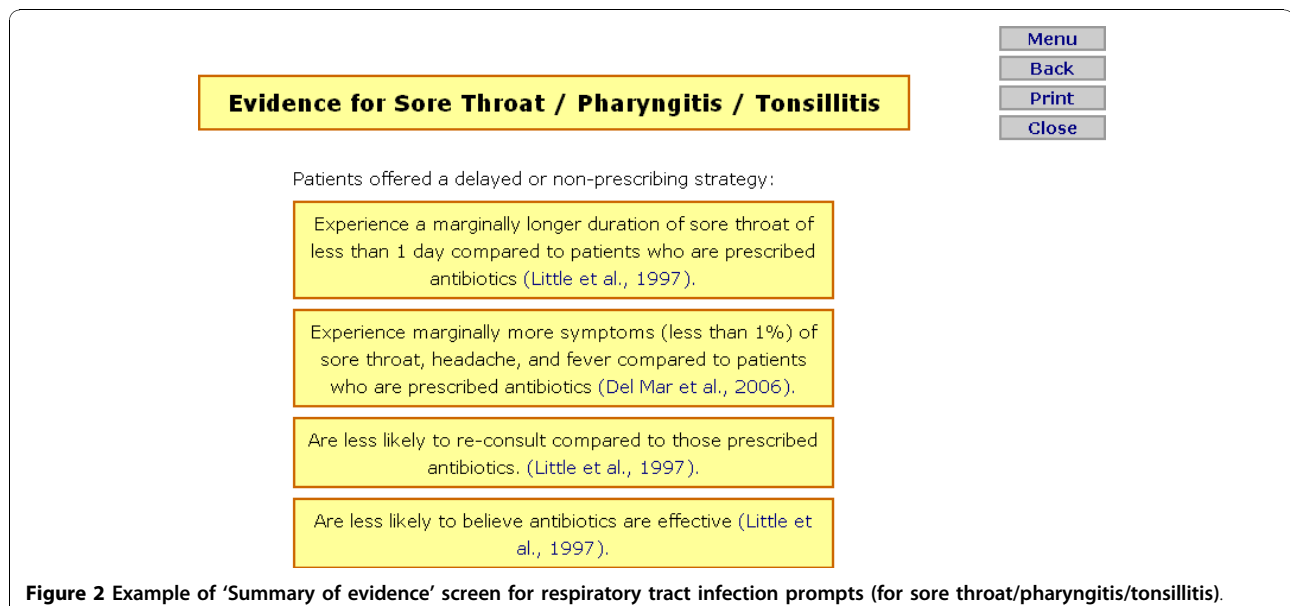 Menu
Back
Print
Close
Evidence for Sore Throat / Pharyngitis / Tonsillitis
Patients offered a delayed or non-prescribing strategy:
Experience a marginally longer duration of sore throat of
less than 1 day compared to patients who are prescribed
antibiotics (Little et al., 1997).
Experience marginally more symptoms (less than 1%) of
sore throat, headache, and fever compared to patients
who are prescribed antibiotics (Del Mar et al., 2006).
Are less likely to re-consult compared to those prescribed
antibiotics. (Little et al., 1997).
Are less likely to believe antibiotics are effective (Little et
al., 1997).
Figure 2 Example of ‘Summary of evidence’ screen for respiratory tract infection prompts (for sore throat/pharyngitis/tonsillitis).